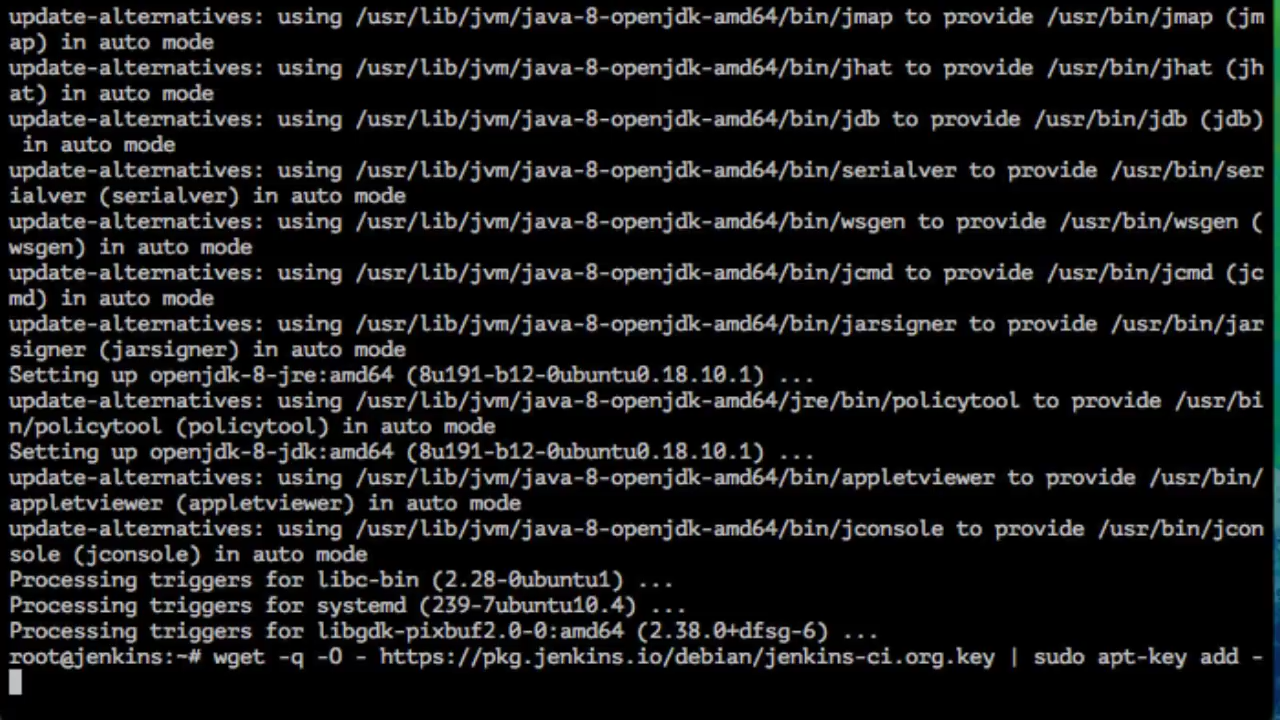 update-alternatives: using /usr/lib/jvm/java-8-openjdk-amd64/bin/jmap to provide /usr/bin/jmap (jm
ap) in auto mode
update-alternatives: using /usr/lib/jvm/java-8-openjdk-amd64/bin/jhat to provide /usr/bin/jhat (jh
at) in auto mode
update-alternatives: using /usr/lib/jvm/java-8-openjdk-amd64/bin/jdb to provide /usr/bin/jdb (jdb)
 in auto mode
update-alternatives: using /usr/lib/jvm/java-8-openjdk-amd64/bin/serialver to provide /usr/bin/ser
ialver (serialver) in auto mode
update-alternatives: using /usr/lib/jvm/java-8-openjdk-amd64/bin/wsgen to provide /usr/bin/wsgen (
wsgen) in auto mode
update-alternatives: using /usr/lib/jvm/java-8-openjdk-amd64/bin/jcmd to provide /usr/bin/jcmd (jc
md) in auto mode
update-alternatives: using /usr/lib/jvm/java-8-openjdk-amd64/bin/jarsigner to provide /usr/bin/jar
signer (jarsigner) in auto mode
Setting up openjdk-8-jre:amd64 (8u191-b12-0ubuntu0.18.10.1) ...
update-alternatives: using /usr/lib/jvm/java-8-openjdk-amd64/jre/bin/policytool to provide /usr/bi
n/policytool (policytool) in auto mode
Setting up openjdk-8-jdk:amd64 (8u191-b12-0ubuntu0.18.10.1) ...
update-alternatives: using /usr/lib/jvm/java-8-openjdk-amd64/bin/appletviewer to provide /usr/bin/
appletviewer (appletviewer) in auto mode
update-alternatives: using /usr/lib/jvm/java-8-openjdk-amd64/bin/jconsole to provide /usr/bin/jcon
sole (jconsole) in auto mode
Processing triggers for libc-bin (2.28-0ubuntu1) ...
Processing triggers for systemd (239-7ubuntu10.4) ...
Processing triggers for libgdk-pixbuf2.0-0:amd64 (2.38.0+dfsg-6) ...
root@jenkins:~# wget -q -O - https://pkg.jenkins.io/debian/jenkins-ci.org.key | sudo apt-key add -